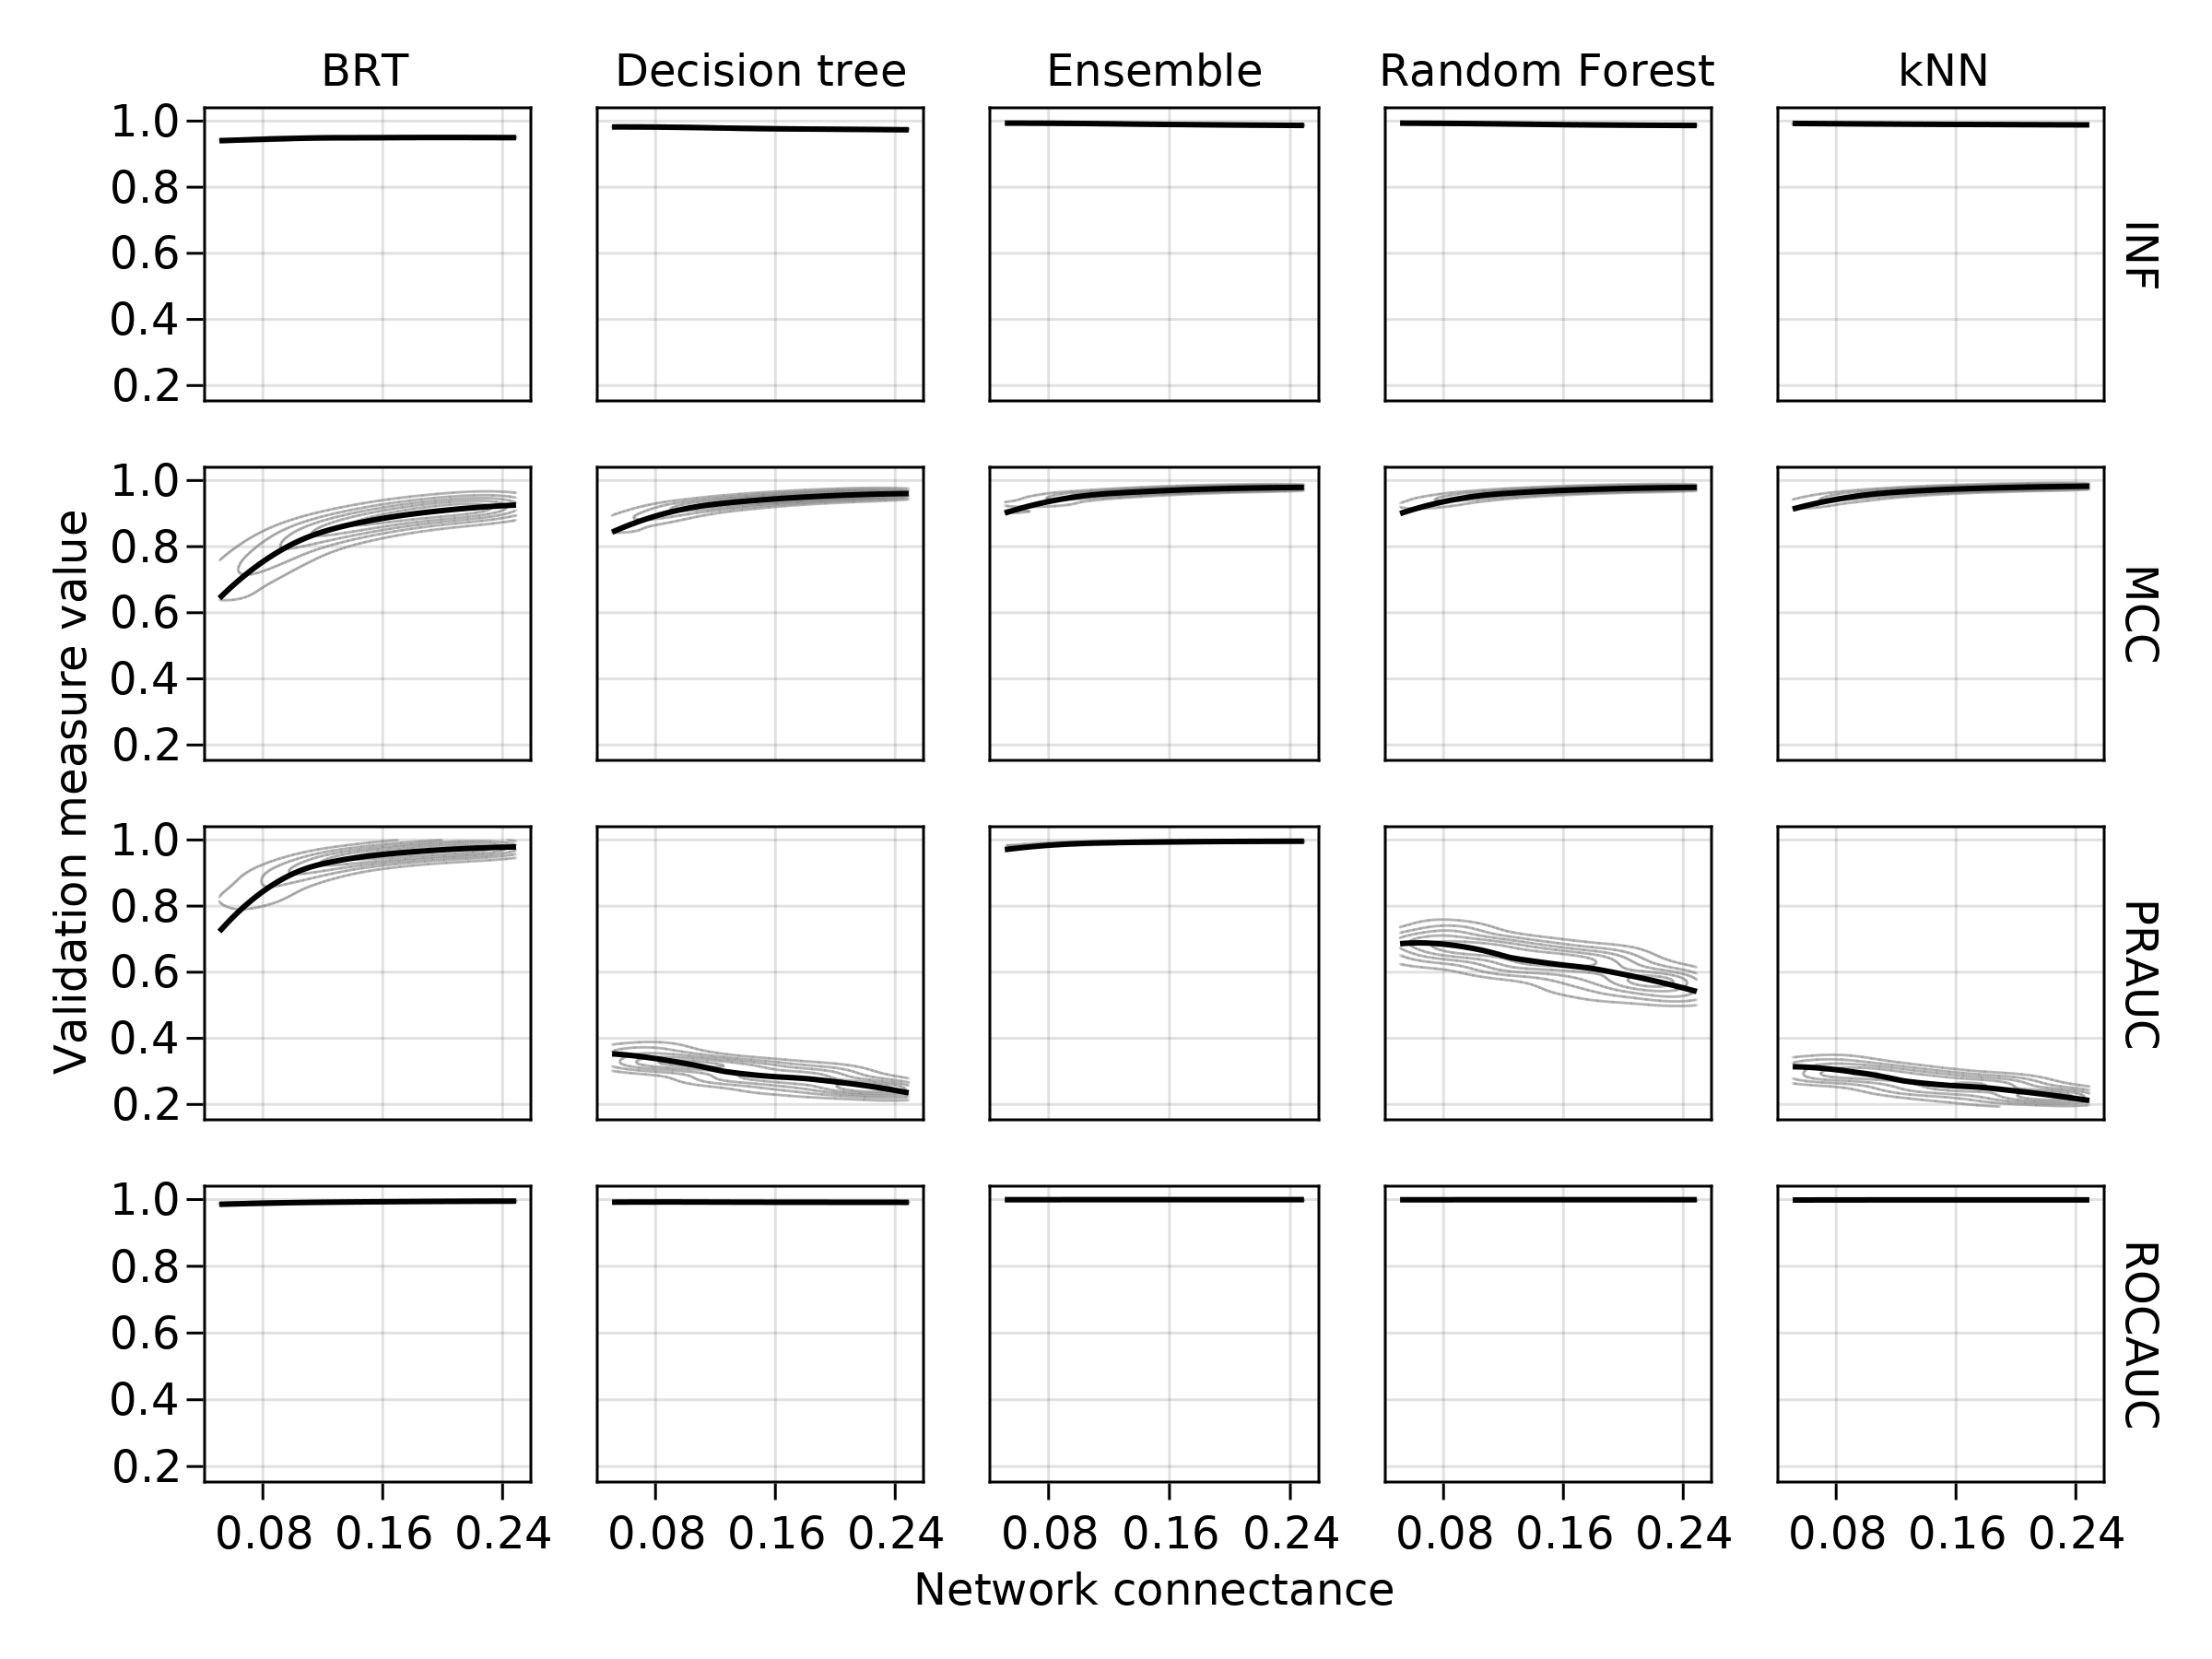 BRT Decision tree Ensemble Random Forest kNN
1.0
0.8
0.6
0.4
0.2
INF
1.0
0.8
0.6
0.4
0.2
MCC
Validation measure value
1.0
0.8
0.6
0.4
0.2
PRAUC
1.0
0.8
0.6
0.4
0.2
ROCAUC
0.08 0.16 0.24 0.08 0.16 0.24 0.08 0.16 0.24 0.08 0.16 0.24 0.08 0.16 0.24
Network connectance